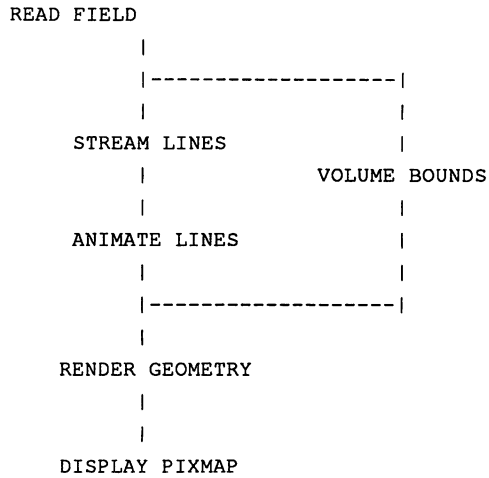 READ FIELD
STREAM LINES
VOLUME BOUNDS
ANIMATE LINES
RENDER GEOMETRY
DISPLAY PIXMAP